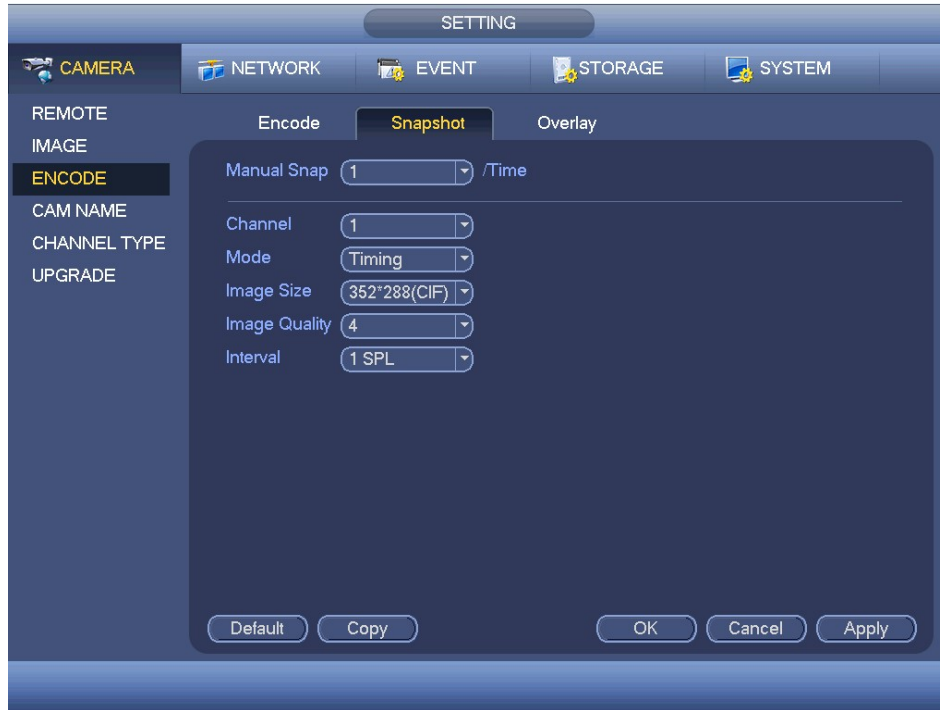 SETTING
CAMERA NETWORK EVENT STORAGE SYSTEM
REMOTE
IMAGE
ENCODE
CAM NAME
CHANNEL TYPE
UPGRADE
Encode Snapshot Overlay
Manual Snap 1 /Time
Channel 1
Mode Timing
Image Size 352*288(CIF)
Image Quality 4
Interval 1 SPL
Default Copy OK Cancel Apply